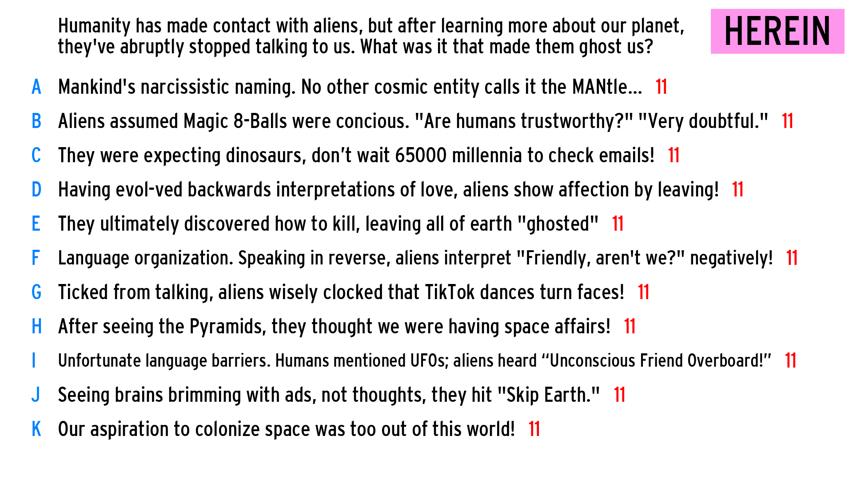 Humanity has made contact with aliens, but after learning more about our planet,
they've abruptly stopped talking to us. What was it that made them ghost us?
HEREIN
A Mankind's narcissistic naming. No other cosmic entity calls it the MANtle... 11
B Aliens assumed Magic 8-Balls were concious. "Are humans trustworthy?" "Very doubtful." 11
C They were expecting dinosaurs, don’t wait 65000 millennia to check emails! 11
D Having evol-ved backwards interpretations of love, aliens show affection by leaving! 11
E They ultimately discovered how to kill, leaving all of earth "ghosted" 11
F Language organization. Speaking in reverse, aliens interpret "Friendly, aren't we?" negatively! 11
G Ticked from talking, aliens wisely clocked that TikTok dances turn faces! 11
H After seeing the Pyramids, they thought we were having space affairs! 11
I Unfortunate language barriers. Humans mentioned UFOs; aliens heard “Unconscious Friend Overboard!” 11
J Seeing brains brimming with ads, not thoughts, they hit "Skip Earth." 11
K Our aspiration to colonize space was too out of this world! 11